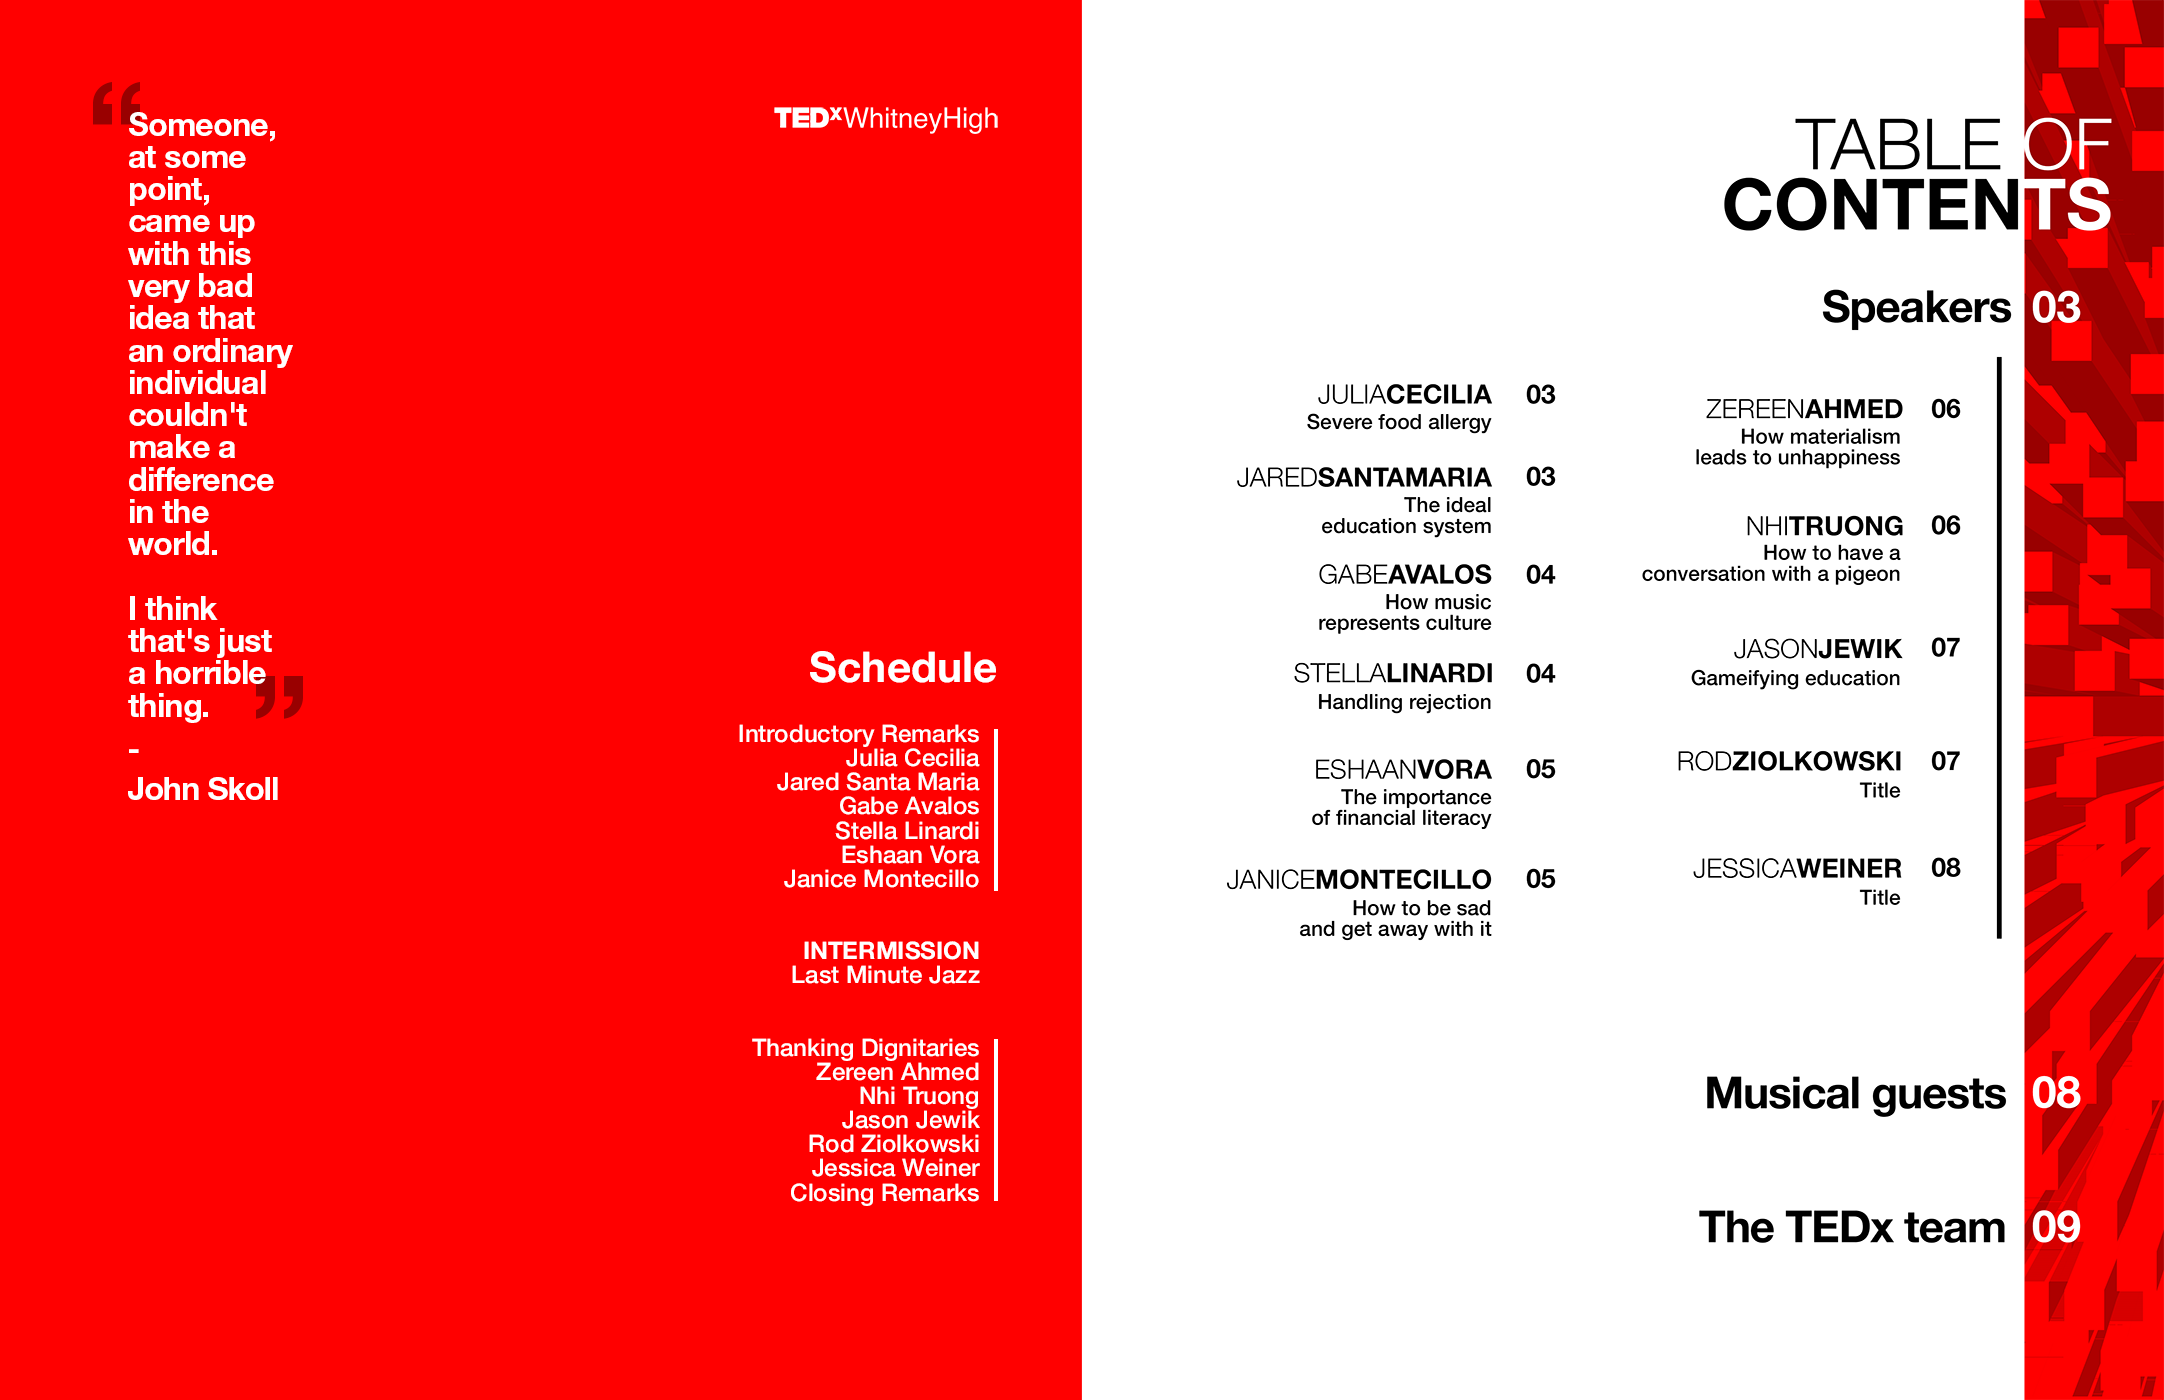 “
Someone,
at some
point,
came up
with this
very bad
idea that
an ordinary
individual
couldn't
make a
difference
in the
world.
I think
that's just
a horrible
thing.
”
-
John Skoll
TEDxWhitneyHigh
Schedule
Introductory Remarks
Julia Cecilia
Jared Santa Maria
Gabe Avalos
Stella Linardi
Eshaan Vora
Janice Montecillo
INTERMISSION
Last Minute Jazz
Thanking Dignitaries
Zereen Ahmed
Nhi Truong
Jason Jewik
Rod Ziolkowski
Jessica Weiner
Closing Remarks
TABLE OF
CONTENTS
Speakers 03
JULIACECILIA 03
Severe food allergy
JAREDSANTAMARIA 03
The ideal
education system
GABEAVALOS 04
How music
represents culture
STELLALINARDI 04
Handling rejection
ESHAANVORA 05
The importance
of financial literacy
JANICEMONTECILLO 05
How to be sad
and get away with it
ZEREENAHMED 06
How materialism
leads to unhappiness
NHITRUONG 06
How to have a
conversation with a pigeon
JASONJEWIK 07
Gameifying education
RODZIOLKOWSKI 07
Title
JESSICAWEINER 08
Title
Musical guests 08
The TEDx team 09